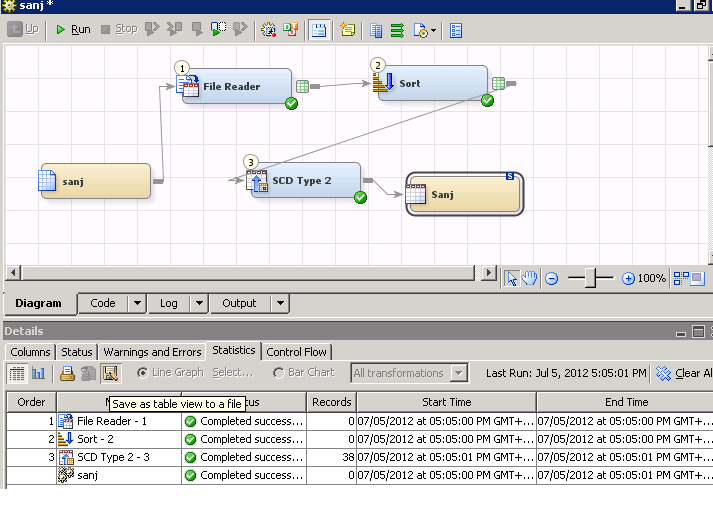 sanj *
Up Run Stop
1
File Reader
2
Sort
sanj
3
SCD Type 2
S
Sanj
100%
Diagram Code Log Output
Details
Columns Status Warnings and Errors Statistics Control Flow
Line Graph Select... Bar Chart All transformations Last Run: Jul 5, 2012 5:05:01 PM Clear Al
Order Records Start Time End Time
Save as table view to a file
1 File Reader - 1 Completed success... 0 07/05/2012 at 05:05:00 PM GMT+... 07/05/2012 at 05:05:00 PM GMT+...
2 Sort - 2 Completed success... 0 07/05/2012 at 05:05:00 PM GMT+... 07/05/2012 at 05:05:00 PM GMT+...
3 SCD Type 2 - 3 Completed success... 38 07/05/2012 at 05:05:01 PM GMT+... 07/05/2012 at 05:05:01 PM GMT+...
sanj Completed success... 0 07/05/2012 at 05:05:00 PM GMT+... 07/05/2012 at 05:05:01 PM GMT+...